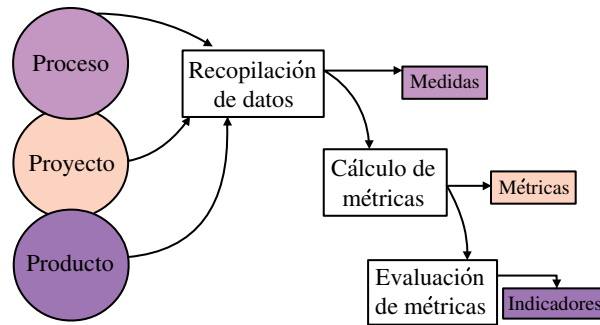 Proceso
Recopilación
de datos
Medidas
Proyecto
Cálculo de
métricas
Métricas
Producto
Evaluación
de métricas
Indicadores